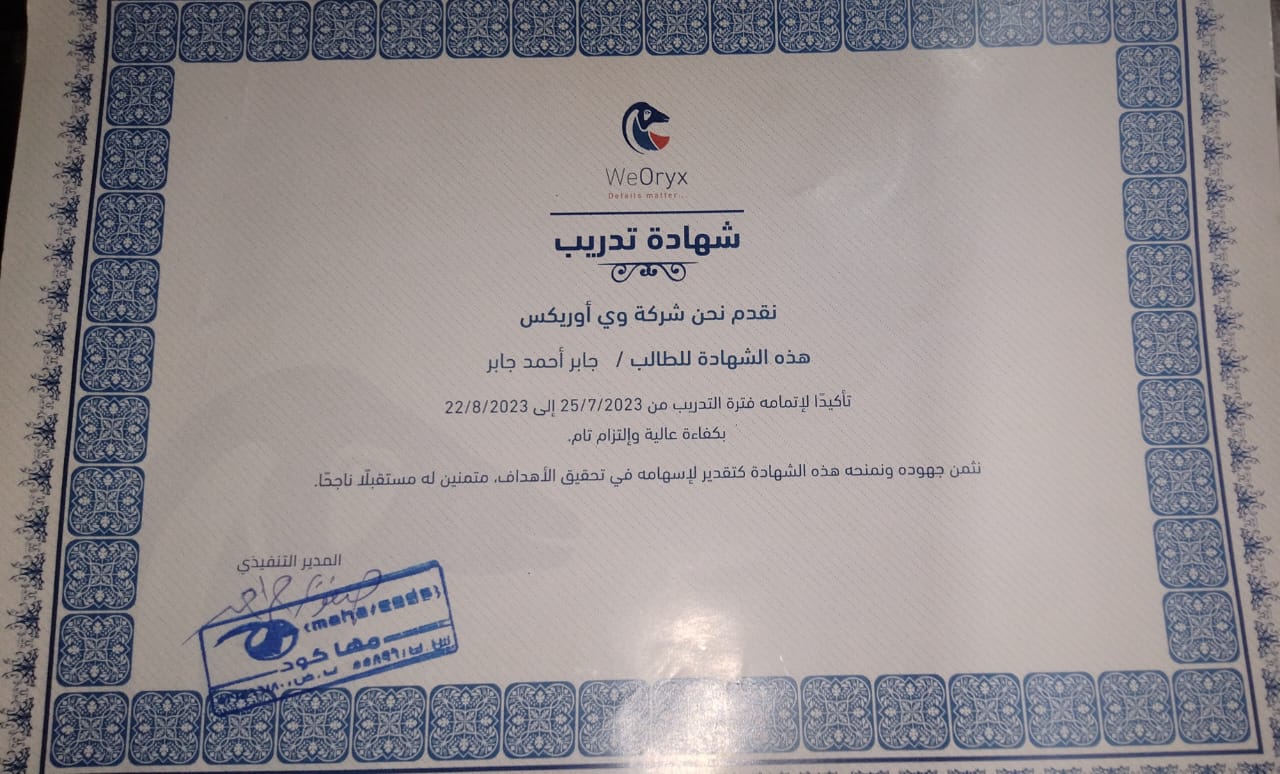 WeOryx
Details matter...
شهادة تدريب
نقدم نحن شركة وي أوريكس
هذه الشهادة للطالب / جابر أحمد جابر
تأكيدًا لإتمامه فترة التدريب من 25/7/2023 إلى 22/8/2023
بكفاءة عالية وإلتزام تام.
نثمن جهوده ونمنحه هذه الشهادة كتقدير لإسهامه في تحقيق الأهداف، متمنين له مستقبلًا ناجحًا.
المدير التنفيذي
<maha/code>
مها كود